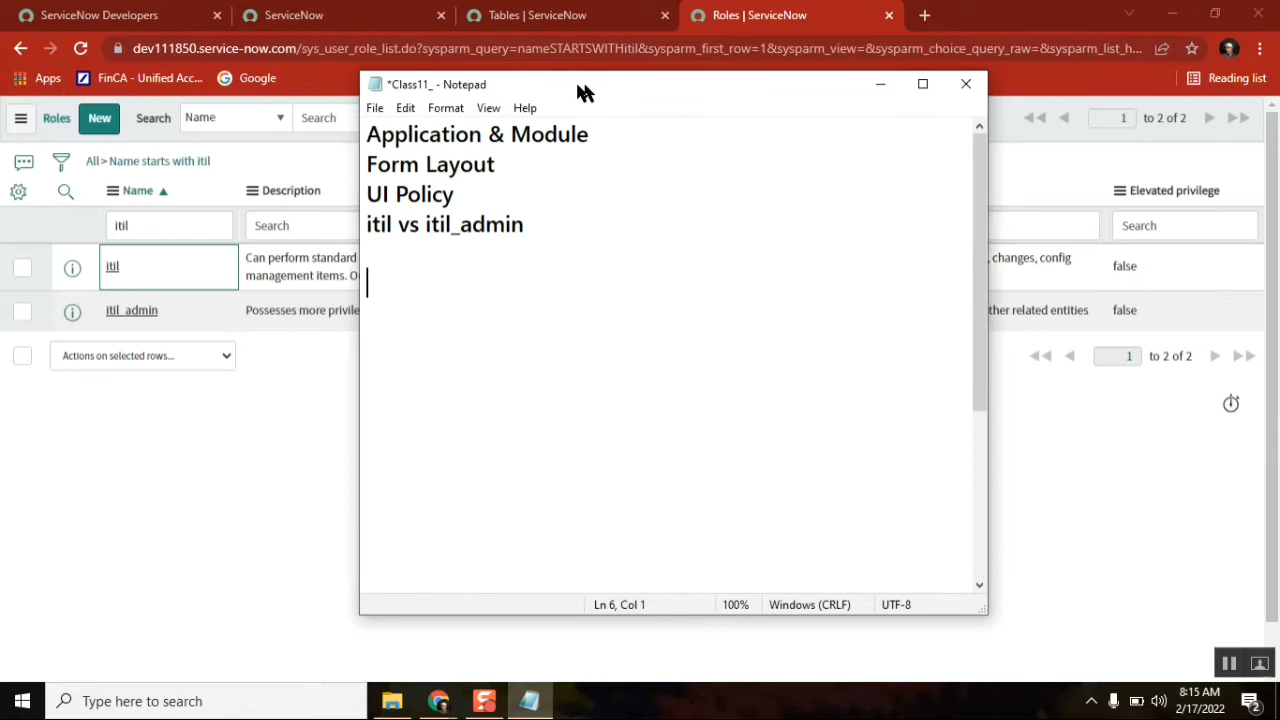 ServiceNow Developers
ServiceNow
Tables | ServiceNow
Roles | ServiceNow
dev111850.service-now.com/sys_user_role_list.do?sysparm_query=nameSTARTSWITHitil&sysparm_first_row=1&sysparm_view=&sysparm_choice_query_raw=&sysparm_list_h...
Apps
FinCA - Unified Acc...
Google
Reading list
*Class11_ - Notepad
File Edit Format View Help
Application & Module
Form Layout
UI Policy
itil vs itil_admin
Ln 6, Col 1
100%
Windows (CRLF)
UTF-8
Roles
New
Search
Name
Search
1 to 2 of 2
All > Name starts with itil
Name
Description
Elevated privilege
itil
Search
Search
itil
Can perform standard
management items. O
, changes, config
false
itil_admin
Possesses more privile
ther related entities
false
Actions on selected rows...
1 to 2 of 2
Type here to search
8:15 AM
2/17/2022
2